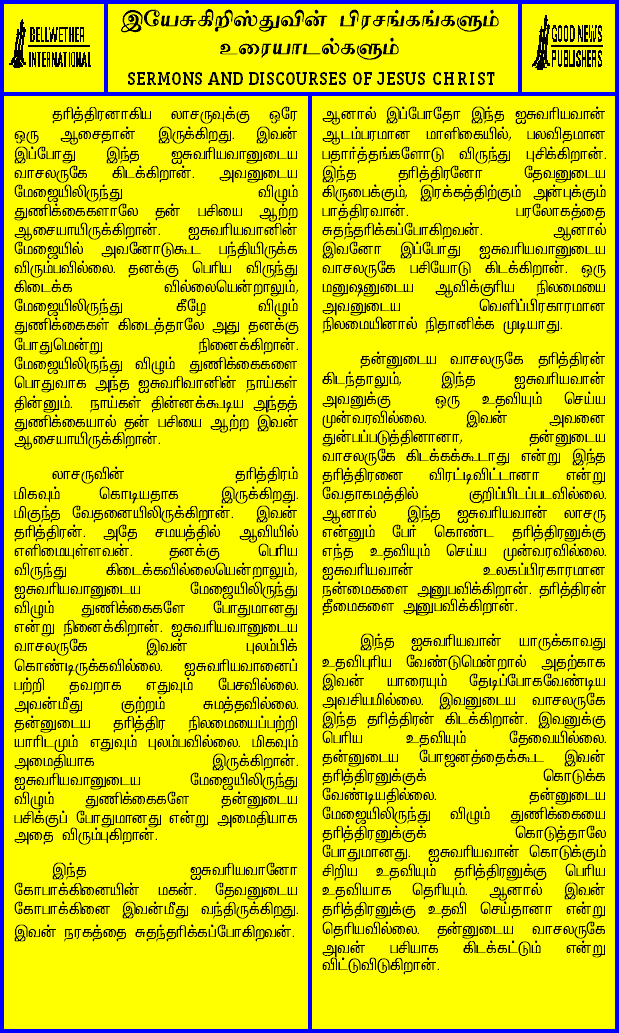 BELLWETHER
INTERNATIONAL
இயேசுகிறிஸ்துவின் பிரசங்கங்களும்
உரையாடல்களும்
SERMONS AND DISCOURSES OF JESUS CHRIST
GOOD NEWS
PUBLISHERS
தரித்திரனாகிய லாசருவுக்கு ஒரே
ஒரு ஆசைதான் இருக்கிறது. இவன்
இப்போது இந்த ஐசுவரியவானுடைய
வாசலருகே கிடக்கிறான். அவனுடைய
மேஜையிலிருந்து விழும்
துணிக்கைகளாலே தன் பசியை ஆற்ற
ஆசையாயிருக்கிறான். ஐசுவரியவானின்
மேஜையில் அவனோடுகூட பந்தியிருக்க
விரும்பவில்லை. தனக்கு பெரிய விருந்து
கிடைக்க வில்லையென்றாலும்,
மேஜையிலிருந்து கீழே விழும்
துணிக்கைகள் கிடைத்தாலே அது தனக்கு
போதுமென்று நினைக்கிறான்.
மேஜையிலிருந்து விழும் துணிக்கைகளை
பொதுவாக அந்த ஐசுவரிவானின் நாய்கள்
தின்னும். நாய்கள் தின்னக்கூடிய அந்தத்
துணிக்கையால் தன் பசியை ஆற்ற இவன்
ஆசையாயிருக்கிறான்.
லாசருவின் தரித்திரம்
மிகவும் கொடியதாக இருக்கிறது.
மிகுந்த வேதனையிலிருக்கிறான். இவன்
தரித்திரன். அதே சமயத்தில் ஆவியில்
எளிமையுள்ளவன். தனக்கு பெரிய
விருந்து கிடைக்கவில்லையென்றாலும்,
ஐசுவரியவானுடைய மேஜையிலிருந்து
விழும் துணிக்கைகளே போதுமானது
என்று நினைக்கிறான். ஐசுவரியவானுடைய
வாசலருகே இவன் புலம்பிக்
கொண்டிருக்கவில்லை. ஐசுவரியவானைப்
பற்றி தவறாக எதுவும் பேசவில்லை.
அவன்மீது குற்றம் சுமத்தவில்லை.
தன்னுடைய தரித்திர நிலமையைப்பற்றி
யாரிடமும் எதுவும் புலம்பவில்லை. மிகவும்
அமைதியாக இருக்கிறான்.
ஐசுவரியவானுடைய மேஜையிலிருந்து
விழும் துணிக்கைகளே தன்னுடைய
பசிக்குப் போதுமானது என்று அமைதியாக
அதை விரும்புகிறான்.
இந்த ஐசுவரியவானோ
கோபாக்கினையின் மகன். தேவனுடைய
கோபாக்கினை இவன்மீது வந்திருக்கிறது.
இவன் நரகத்தை சுதந்தரிக்கப்போகிறவன்.
ஆனால் இப்போதோ இந்த ஐசுவரியவான்
ஆடம்பரமான மாளிகையில், பலவிதமான
பதார்த்தங்களோடு விருந்து புசிக்கிறான்.
இந்த தரித்திரனோ தேவனுடைய
கிருபைக்கும், இரக்கத்திற்கும் அன்புக்கும்
பாத்திரவான். பரலோகத்தை
சுதந்தரிக்கப்போகிறவன். ஆனால்
இவனோ இப்போது ஐசுவரியவானுடைய
வாசலருகே பசியோடு கிடக்கிறான். ஒரு
மனுஷனுடைய ஆவிக்குரிய நிலமையை
அவனுடைய வெளிப்பிரகாரமான
நிலமையினால் நிதானிக்க முடியாது.
தன்னுடைய வாசலருகே தரித்திரன்
கிடந்தாலும், இந்த ஐசுவரியவான்
அவனுக்கு ஒரு உதவியும் செய்ய
முன்வரவில்லை. இவன் அவனை
துன்பப்படுத்தினானா, தன்னுடைய
வாசலருகே கிடக்கக்கூடாது என்று இந்த
தரித்திரனை விரட்டிவிட்டானா என்று
வேதாகமத்தில் குறிப்பிடப்படவில்லை.
ஆனால் இந்த ஐசுவரியவான் லாசரு
என்னும் பேர் கொண்ட தரித்திரனுக்கு
எந்த உதவியும் செய்ய முன்வரவில்லை.
ஐசுவரியவான் உலகப்பிரகாரமான
நன்மைகளை அனுபவிக்கிறான். தரித்திரன்
தீமைகளை அனுபவிக்கிறான்.
இந்த ஐசுவரியவான் யாருக்காவது
உதவிபுரிய வேண்டுமென்றால் அதற்காக
இவன் யாரையும் தேடிப்போகவேண்டிய
அவசியமில்லை. இவனுடைய வாசலருகே
இந்த தரித்திரன் கிடக்கிறான். இவனுக்கு
பெரிய உதவியும் தேவையில்லை.
தன்னுடைய போஜனத்தைக்கூட இவன்
தரித்திரனுக்குக் கொடுக்க
வேண்டியதில்லை. தன்னுடைய
மேஜையிலிருந்து விழும் துணிக்கையை
தரித்திரனுக்குக் கொடுத்தாலே
போதுமானது. ஐசுவரியவான் கொடுக்கும்
சிறிய உதவியும் தரித்திரனுக்கு பெரிய
உதவியாக தெரியும். ஆனால் இவன்
தரித்திரனுக்கு உதவி செய்தானா என்று
தெரியவில்லை. தன்னுடைய வாசலருகே
அவன் பசியாக கிடக்கட்டும் என்று
விட்டுவிடுகிறான்.